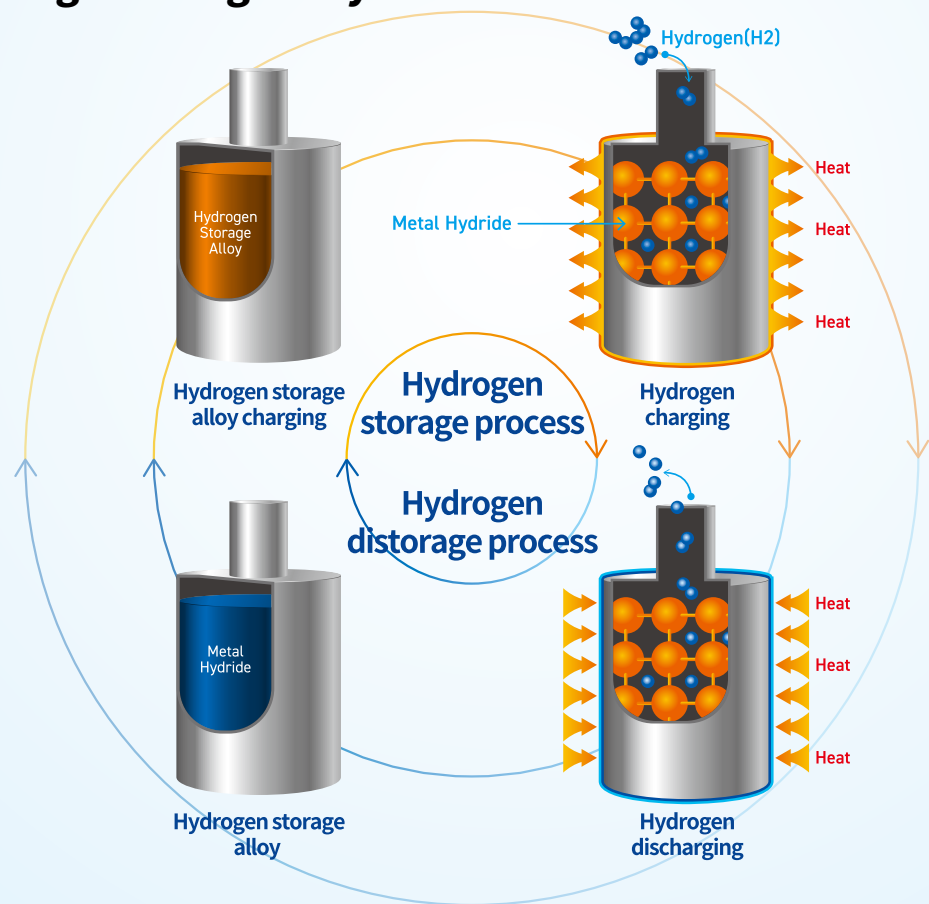 Hydrogen(H2)
Hydrogen
Storage
Alloy
Metal Hydride
Heat
Heat
Heat
Hydrogen storage
alloy charging
Hydrogen
charging
Hydrogen
storage process
Hydrogen
distorage process
Metal
Hydride
Heat
Heat
Heat
Hydrogen storage
alloy
Hydrogen
discharging